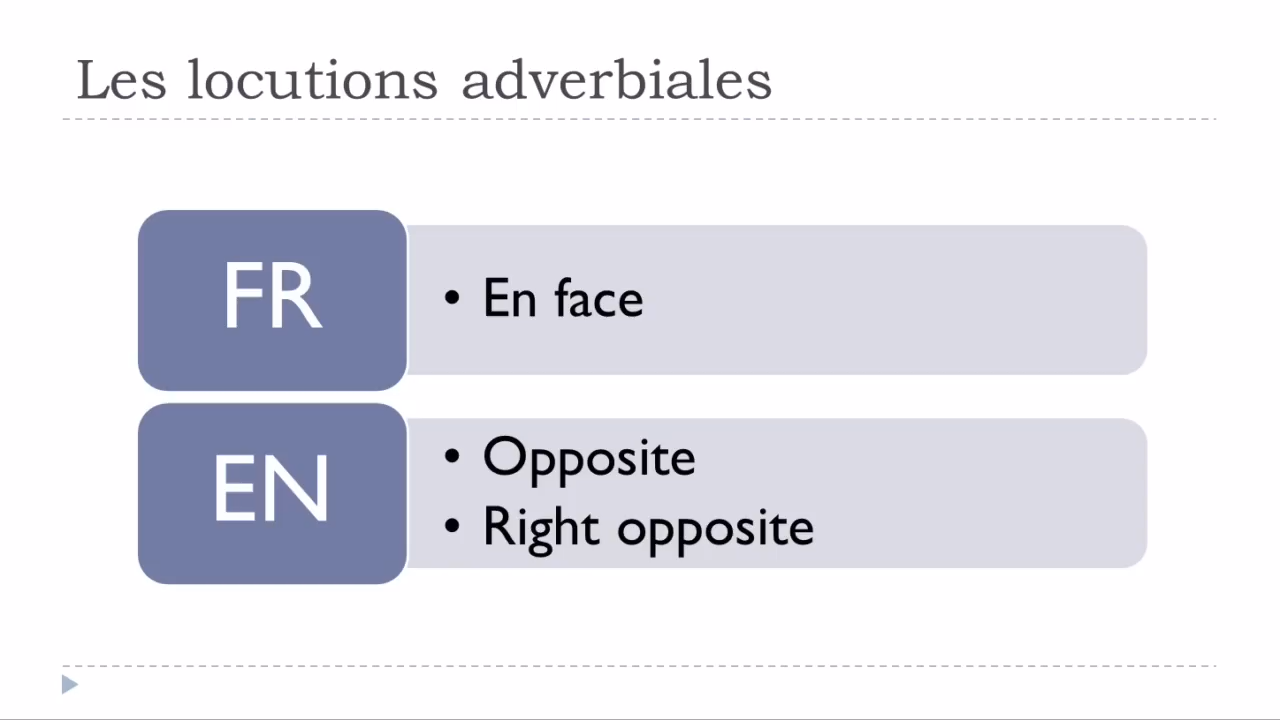 Les locutions adverbiales
FR
• En face
EN
• Opposite
• Right opposite